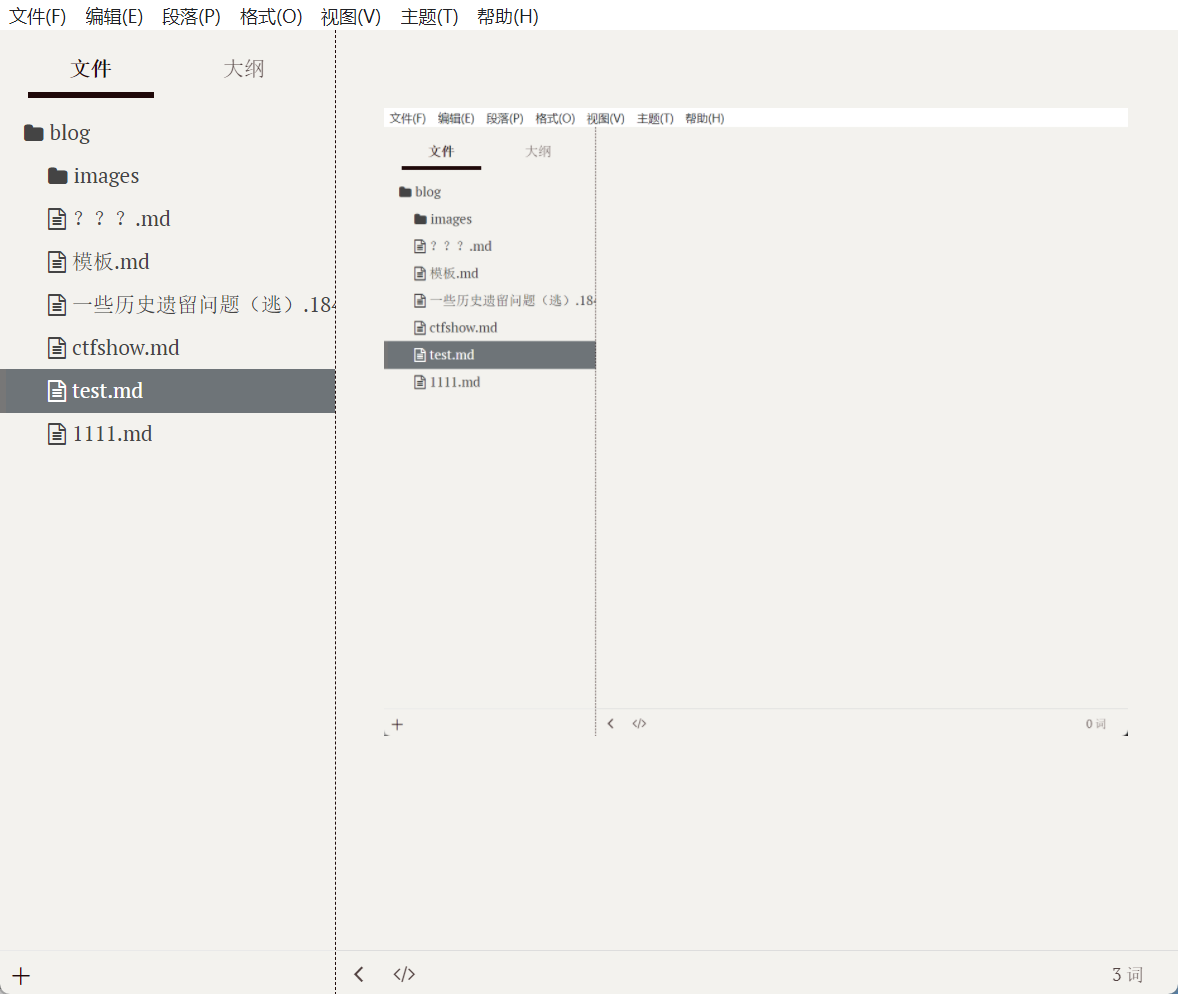 文件(F) 编辑(E) 段落(P) 格式(O) 视图(V) 主题(T) 帮助(H)
文件 大纲
blog
images
？？？.md
模板.md
一些历史遗留问题（逃）.184
ctfshow.md
test.md
1111.md
文件(F) 编辑(E) 段落(P) 格式(O) 视图(V) 主题(T) 帮助(H)
文件 大纲
blog
images
？？？.md
模板.md
一些历史遗留问题（逃）.184
ctfshow.md
test.md
1111.md
0 词
3 词